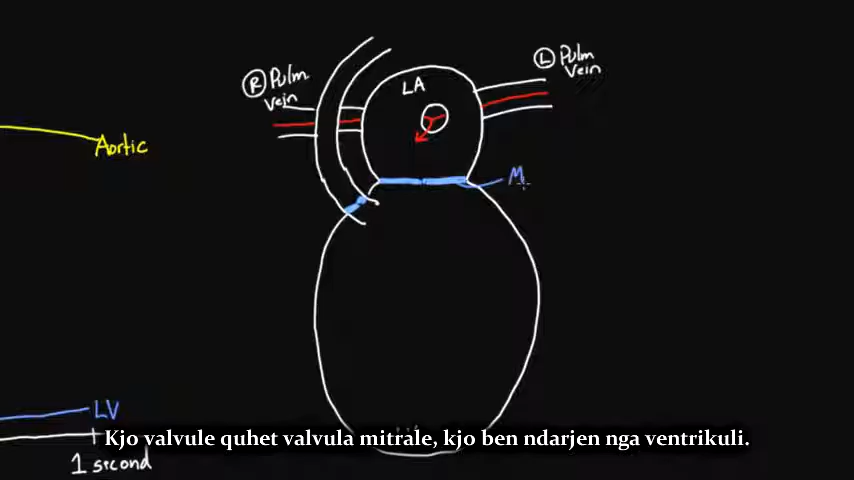 Ⓡ Pulm
vein
LA
Ⓛ Pulm
Vein
Aortic
M
LV
1 second
Kjo valvule quhet valvula mitrale, kjo ben ndarjen nga ventrikuli.